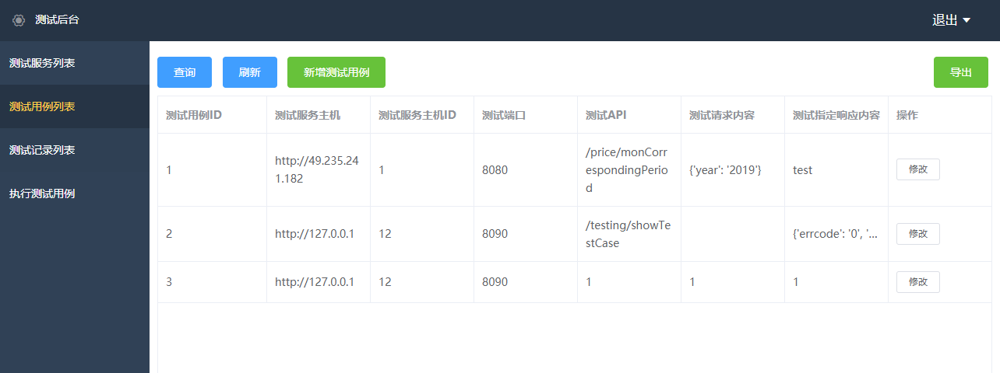 测试后台
退出
测试服务列表
测试用例列表
测试记录列表
执行测试用例
查询 刷新 新增测试用例 导出
测试用例ID 测试服务主机 测试服务主机ID 测试端口 测试API 测试请求内容 测试指定响应内容 操作
/price/monCorr
http://49.235.24
1 1 8080 espondingPerio {'year': '2019'} test 修改
1.182
d
/testing/showTe
2 http://127.0.0.1 12 8090 {'errcode': '0', '... 修改
stCase
3 http://127.0.0.1 12 8090 1 1 1 修改